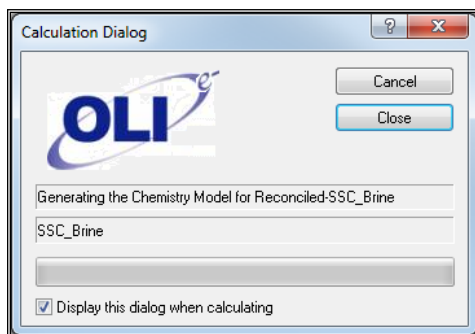 Calculation Dialog
OLI e-
Cancel
Close
Generating the Chemistry Model for Reconciled-SSC_Brine
SSC_Brine
Display this dialog when calculating